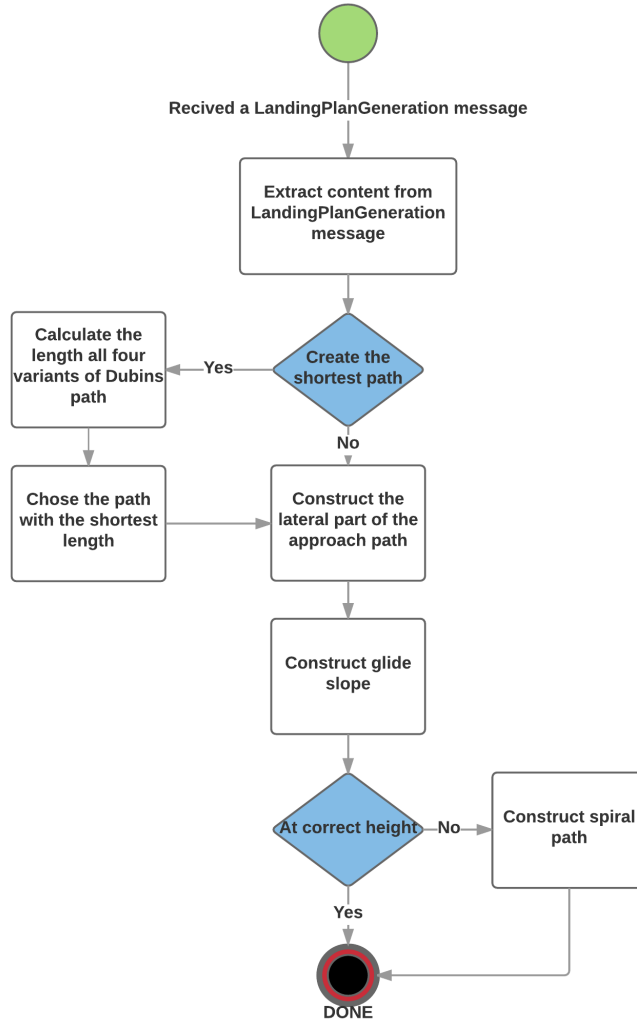 Recived a LandingPlanGeneration message
Extract content from
LandingPlanGeneration
message
Create the
shortest path
Yes
Calculate the
length all four
variants of Dubins
path
No
Chose the path
with the shortest
length
Construct the
lateral part of the
approach path
Construct glide
slope
At correct height
No
Construct spiral
path
Yes
DONE